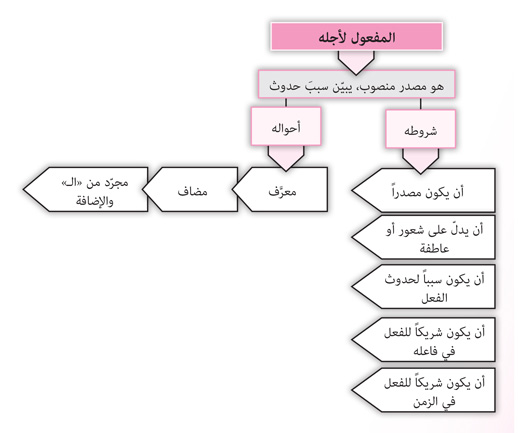 المفعول لأجله
هو مصدر منصوب، يبيّن سببَ حدوث
شروطه
أحواله
أن يكون مصدراً
أن يدلّ على شعور أو
عاطفة
أن يكون سبباً لحدوث
الفعل
أن يكون شريكاً للفعل
في فاعله
أن يكون شريكاً للفعل
في الزمن
معرَّف
مضاف
مجرّد من «الـ»
والإضافة